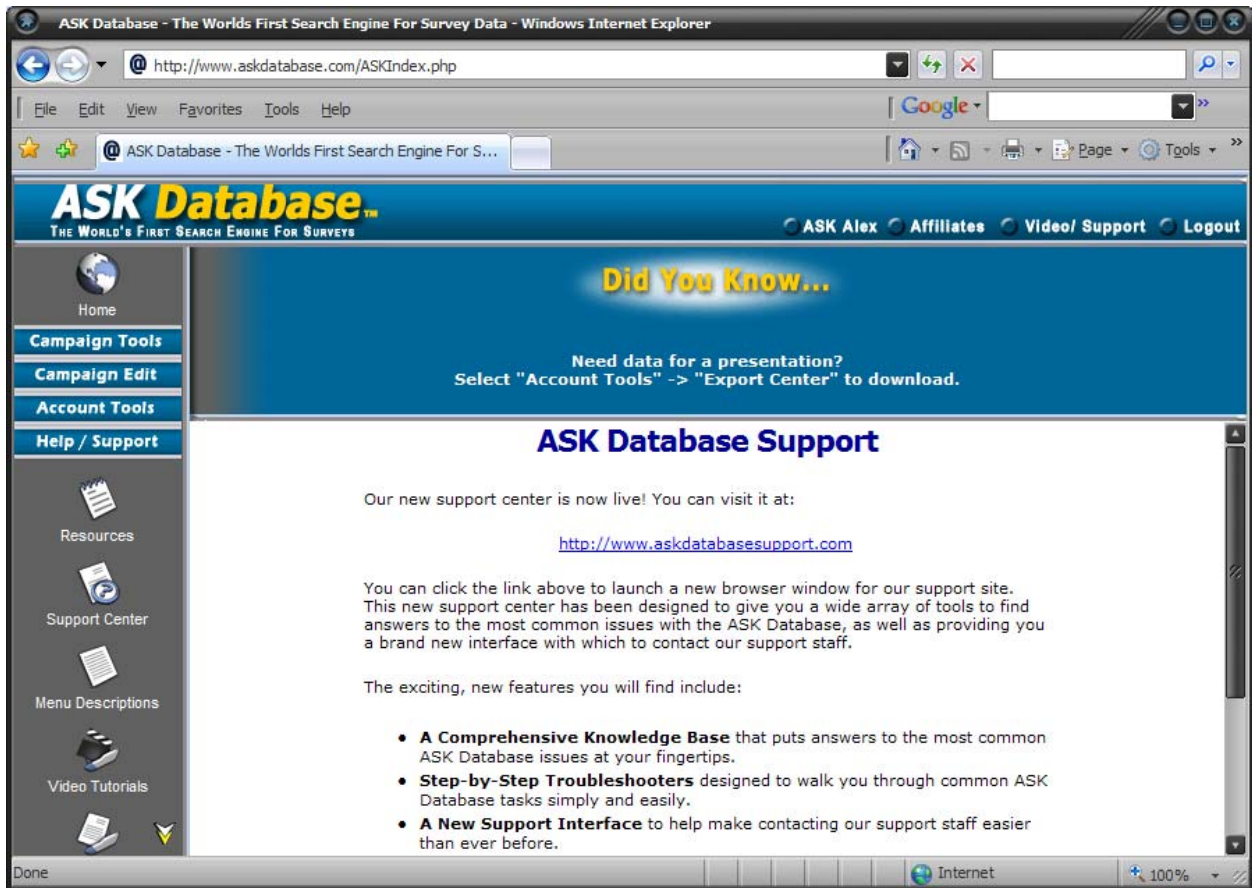 ASK Database - The Worlds First Search Engine For Survey Data - Windows Internet Explorer
http://www.askdatabase.com/ASKIndex.php
File Edit View Favorites Tools Help
Google
ASK Database - The Worlds First Search Engine For S...
Page Tools
ASK Database TM
THE WORLD'S FIRST SEARCH ENGINE FOR SURVEYS
ASK Alex Affiliates Video/ Support Logout
Home
Campaign Tools
Campaign Edit
Account Tools
Help / Support
Resources
Support Center
Menu Descriptions
Video Tutorials
Did You Know...
Need data for a presentation?
Select "Account Tools" -> "Export Center" to download.
ASK Database Support
Our new support center is now live! You can visit it at:
http://www.askdatabasesupport.com
You can click the link above to launch a new browser window for our support site.
This new support center has been designed to give you a wide array of tools to find
answers to the most common issues with the ASK Database, as well as providing you
a brand new interface with which to contact our support staff.
The exciting, new features you will find include:
• A Comprehensive Knowledge Base that puts answers to the most common
ASK Database issues at your fingertips.
• Step-by-Step Troubleshooters designed to walk you through common ASK
Database tasks simply and easily.
• A New Support Interface to help make contacting our support staff easier
than ever before.
Done
Internet
100%